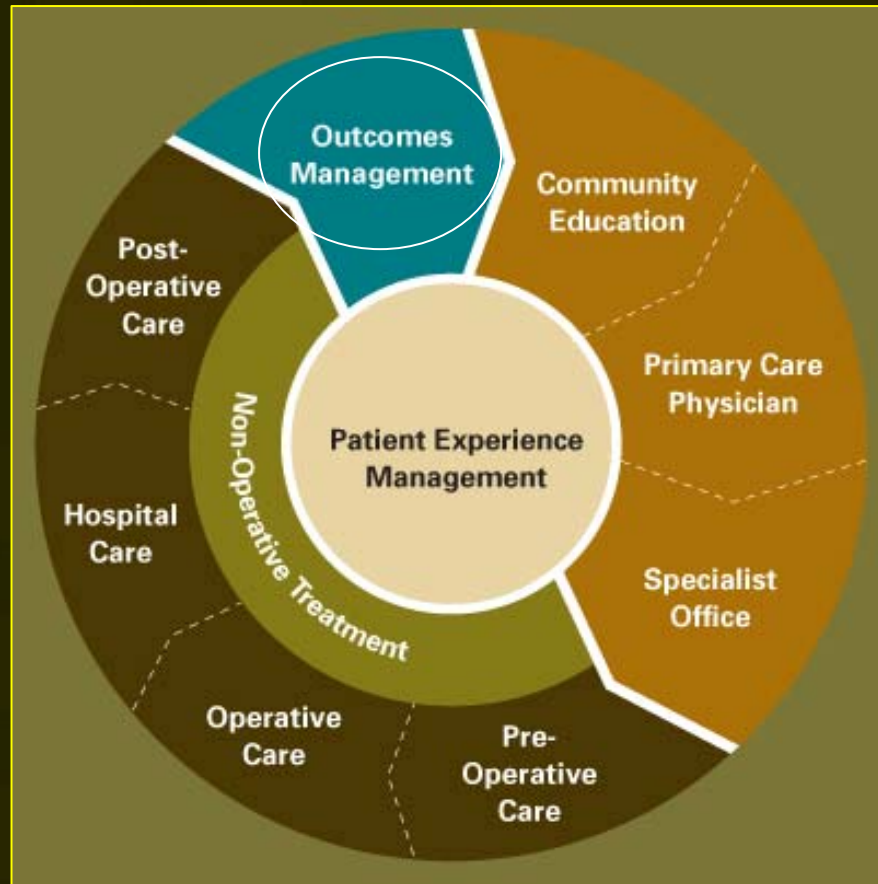 Outcomes
Management
Community
Education
Primary Care
Physician
Specialist
Office
Pre-
Operative
Care
Operative
Care
Hospital
Care
Post-
Operative
Care
Non-Operative Treatment
Patient Experience
Management